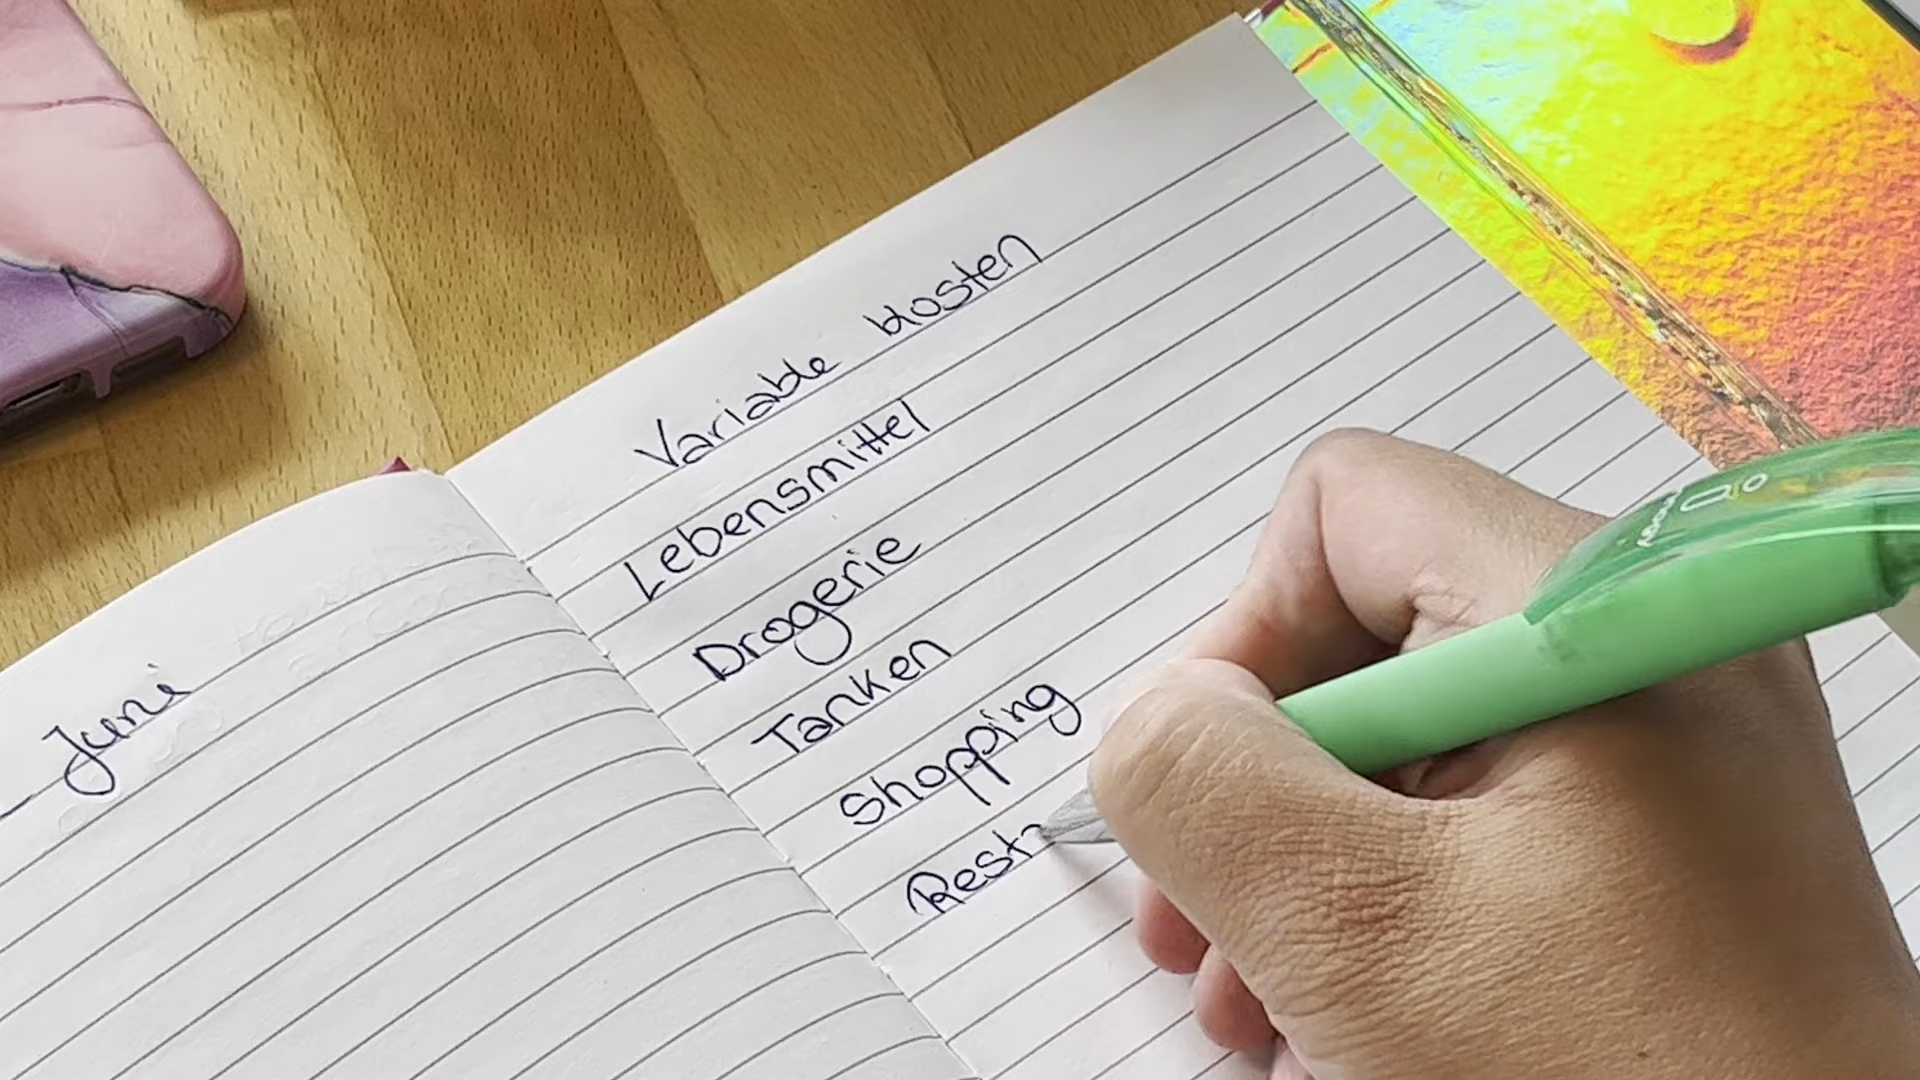 Juni
Variable Kosten
Lebensmittel
Drogerie
Tanken
Shopping
Rest